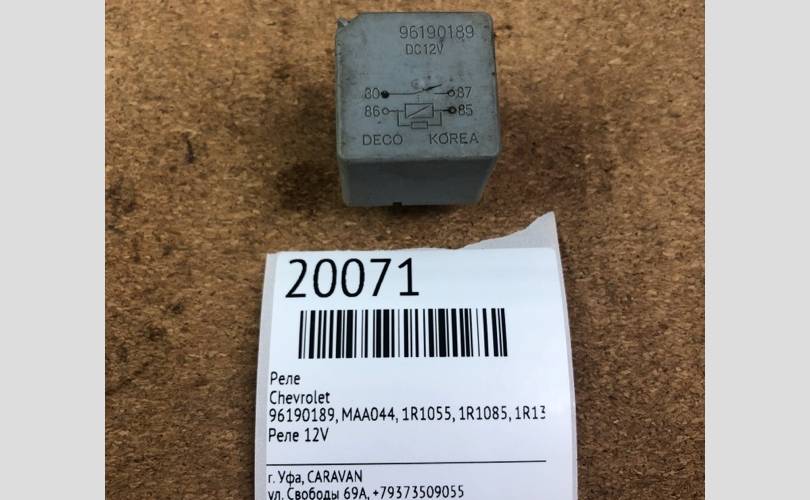 96190189
DC12V
30 87
86 85
DECO KOREA
20071
Реле
Chevrolet
96190189, MAA044, 1R1055, 1R1085, 1R13
Реле 12V
г. Уфа, CARAVAN
ул. Свободы 69А, +79373509055